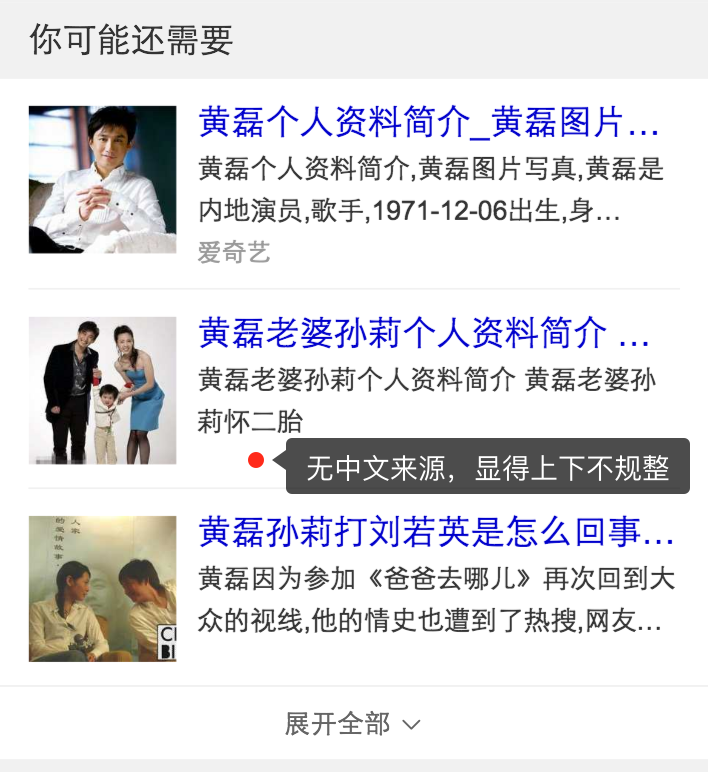 你可能还需要
黄磊个人资料简介_黄磊图片...
黄磊个人资料简介,黄磊图片写真,黄磊是
内地演员,歌手,1971-12-06出生,身...
爱奇艺
黄磊老婆孙莉个人资料简介 ...
黄磊老婆孙莉个人资料简介 黄磊老婆孙
莉怀二胎
无中文来源，显得上下不规整
人家
的爱情故事
黄磊孙莉打刘若英是怎么回事...
黄磊因为参加《爸爸去哪儿》再次回到大
众的视线,他的情史也遭到了热搜,网友...
展开全部